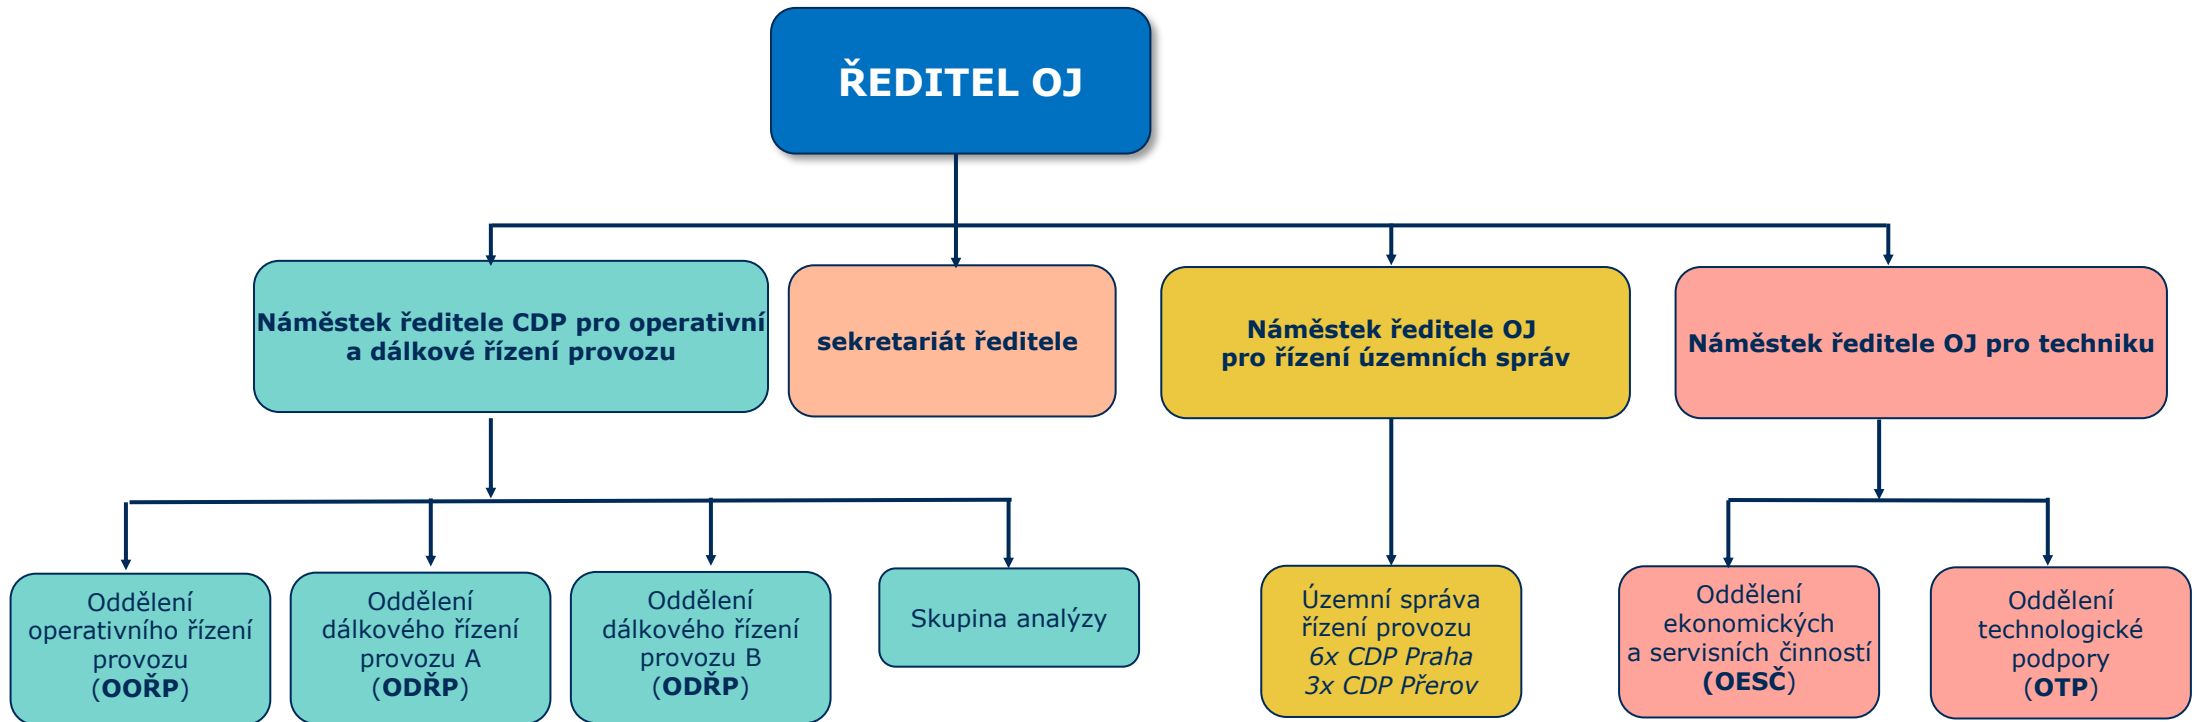 ŘEDITEL OJ
Náměstek ředitele CDP pro operativní
a dálkové řízení provozu
sekretariát ředitele
Náměstek ředitele OJ
pro řízení územních správ
Náměstek ředitele OJ pro techniku
Oddělení
operativního řízení
provozu
(OOŘP)
Oddělení
dálkového řízení
provozu A
(ODŘP)
Oddělení
dálkového řízení
provozu B
(ODŘP)
Skupina analýzy
Územní správa
řízení provozu
6x CDP Praha
3x CDP Přerov
Oddělení
ekonomických
a servisních činností
(OESČ)
Oddělení
technologické
podpory
(OTP)